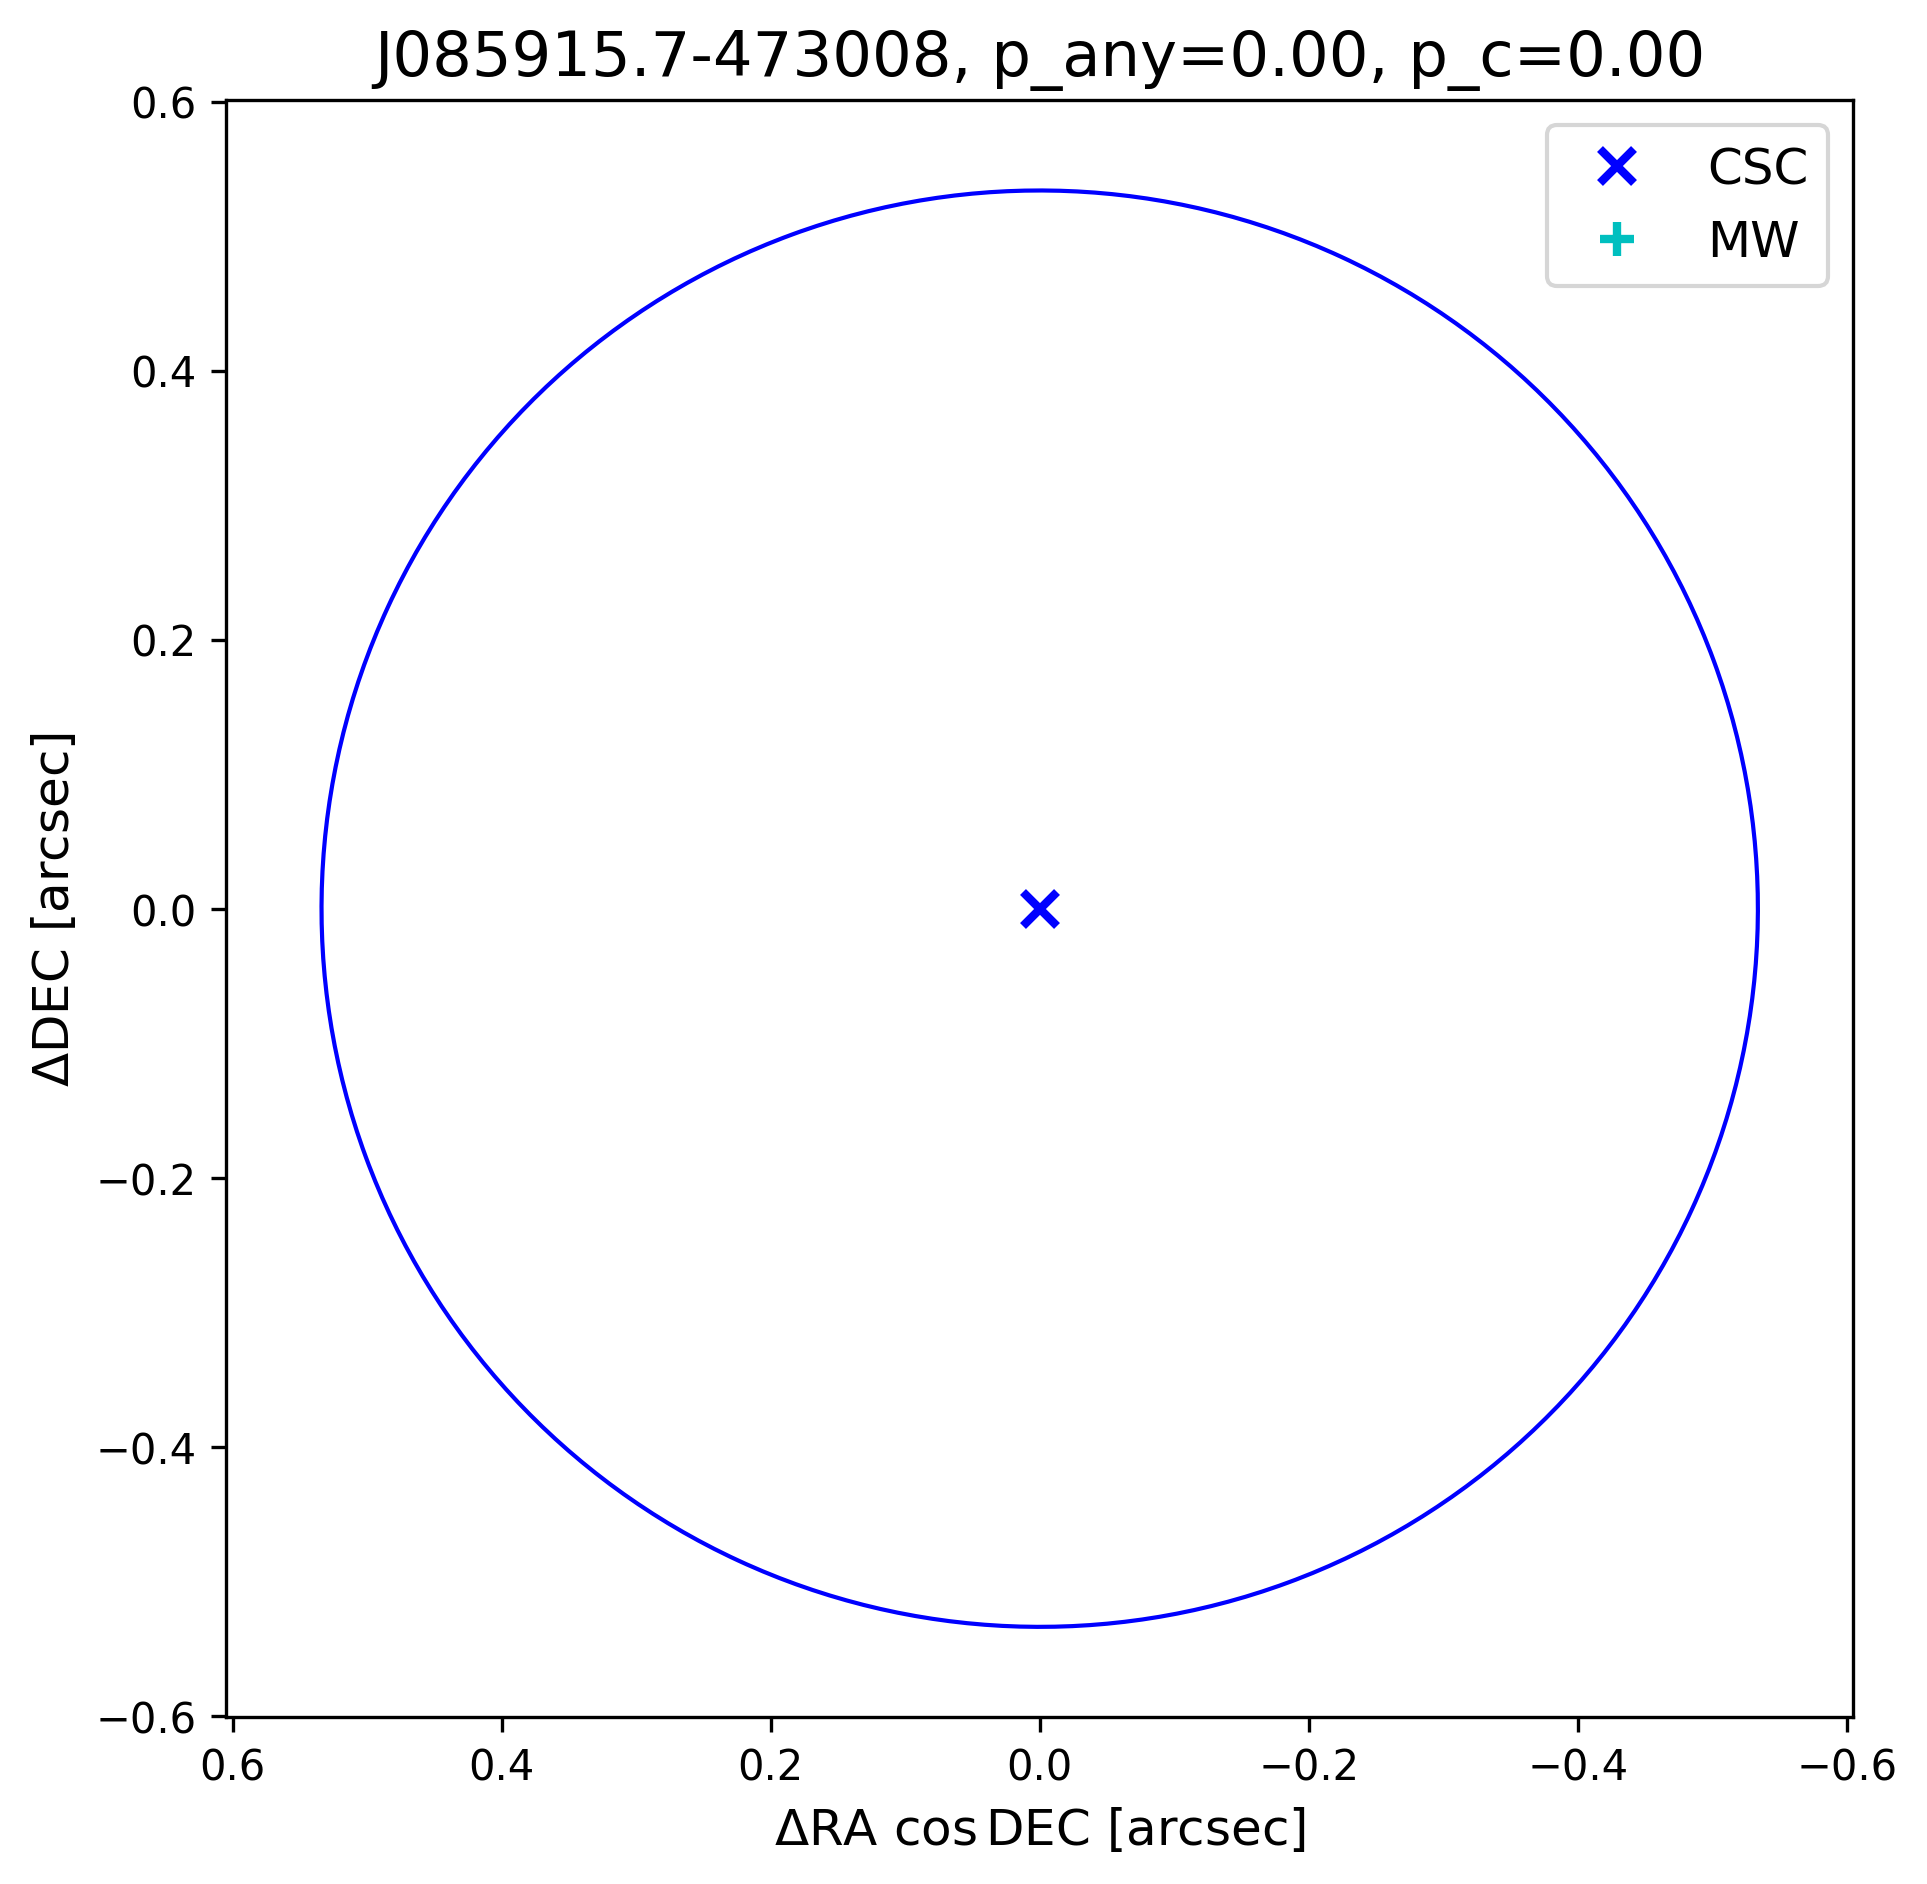 J085915.7-473008, p_any=0.00, p_c=0.00
CSC
MW
0.6
0.4
0.2
0.0
−0.2
−0.4
−0.6
ΔDEC [arcsec]
0.6 0.4 0.2 0.0 −0.2 −0.4 −0.6
ΔRA cos DEC [arcsec]